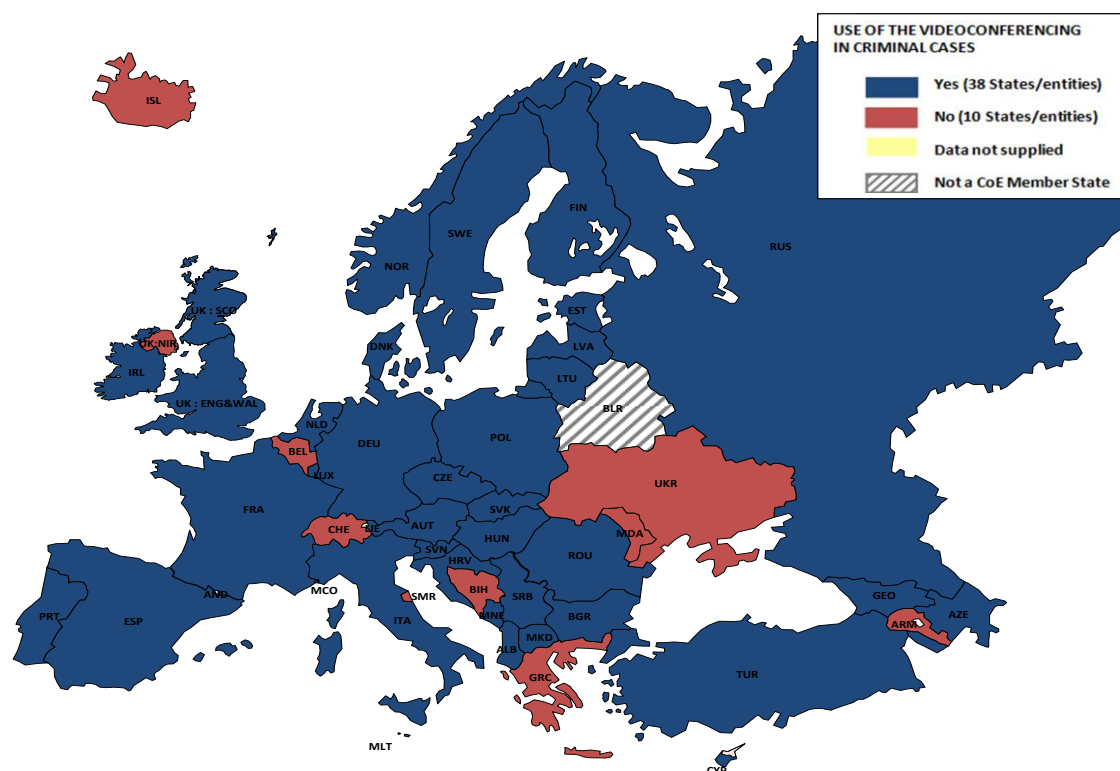 USE OF THE VIDEOCONFERENCING
IN CRIMINAL CASES
Yes (38 States/entities)
No (10 States/entities)
Data not supplied
Not a CoE Member State
ISL
FIN
SWE
RUS
NOR
UK : SCO
EST
UK:NIR
DNK
LVA
IRL
LTU
UK : ENG&WAL
BLR
NLD
DEU
POL
BEL
LUX
CZE
UKR
FRA
SVK
CHE
LIE
AUT
MDA
HUN
SVN
ROU
HRV
MCO
AND
BIH
SMR
SRB
GEO
PRT
ESP
ITA
MNE
BGR
AZE
ARM
MKD
ALB
GRC
TUR
MLT
CYP